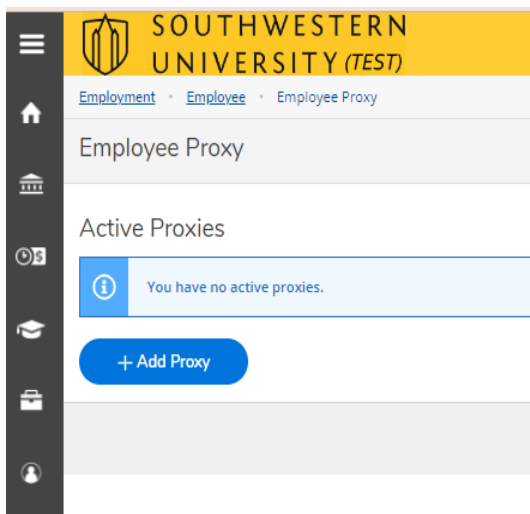 SOUTHWESTERN
UNIVERSITY (TEST)
Employment · Employee · Employee Proxy
Employee Proxy
Active Proxies
You have no active proxies.
+ Add Proxy